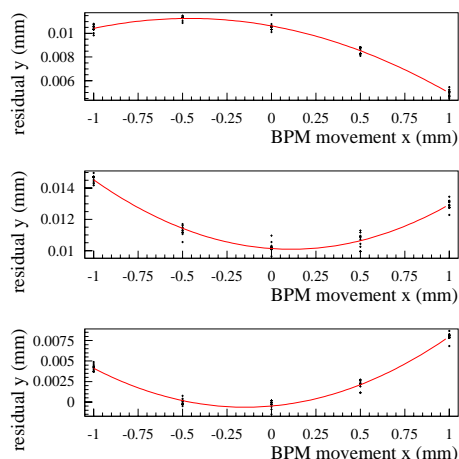 residual y (mm)
0.01
0.008
0.006
-1 -0.75 -0.5 -0.25 0 0.25 0.5 0.75 1
BPM movement x (mm)
residual y (mm)
0.014
0.012
0.01
-1 -0.75 -0.5 -0.25 0 0.25 0.5 0.75 1
BPM movement x (mm)
residual y (mm)
0.0075
0.005
0.0025
0
-1 -0.75 -0.5 -0.25 0 0.25 0.5 0.75 1
BPM movement x (mm)